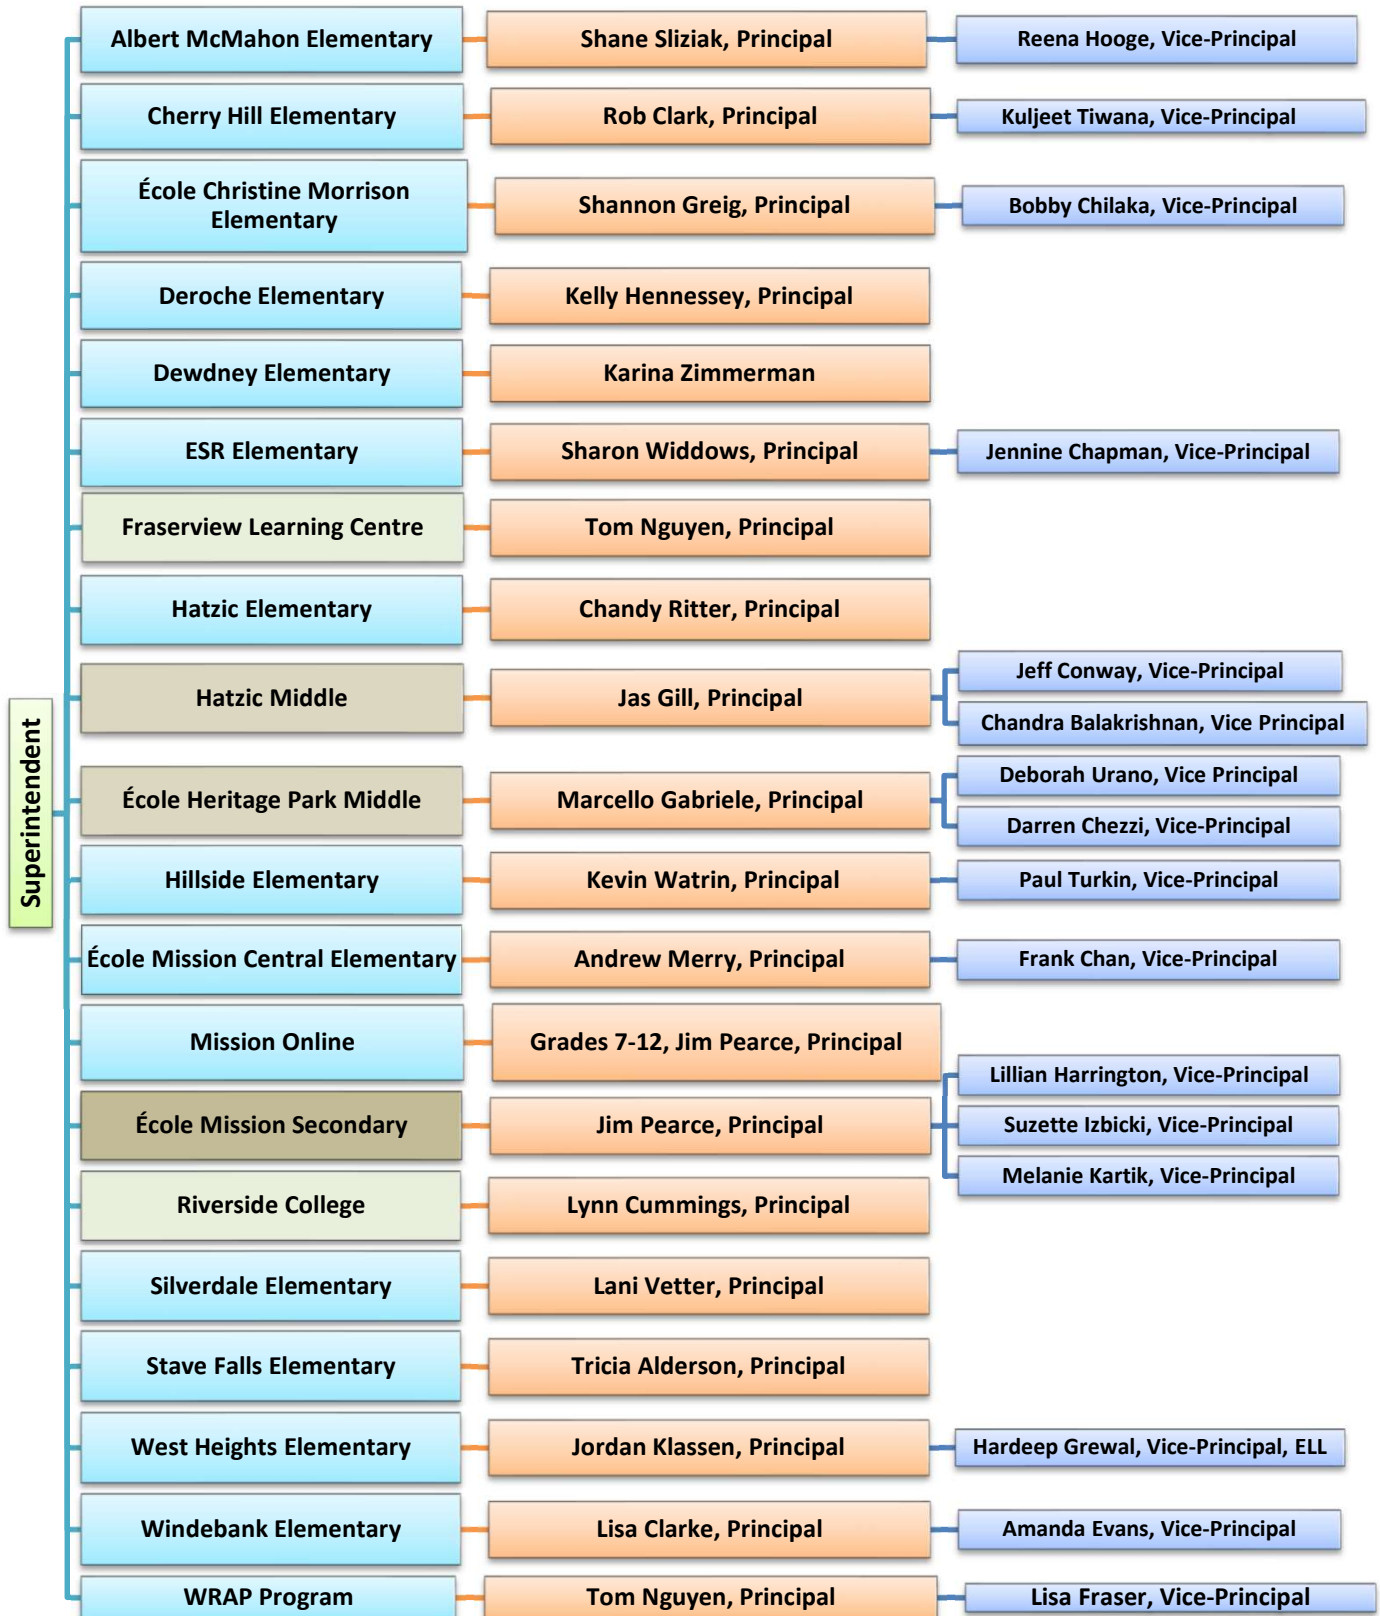 Albert McMahon Elementary
Shane Sliziak, Principal
Reena Hooge, Vice-Principal
Cherry Hill Elementary
Rob Clark, Principal
Kuljeet Tiwana, Vice-Principal
École Christine Morrison
Elementary
Shannon Greig, Principal
Bobby Chilaka, Vice-Principal
Deroche Elementary
Kelly Hennessey, Principal
Dewdney Elementary
Karina Zimmerman
ESR Elementary
Sharon Widdows, Principal
Jennine Chapman, Vice-Principal
Fraserview Learning Centre
Tom Nguyen, Principal
Hatzic Elementary
Chandy Ritter, Principal
Hatzic Middle
Jas Gill, Principal
Jeff Conway, Vice-Principal
Chandra Balakrishnan, Vice Principal
Superintendent
École Heritage Park Middle
Marcello Gabriele, Principal
Deborah Urano, Vice Principal
Darren Chezzi, Vice-Principal
Hillside Elementary
Kevin Watrin, Principal
Paul Turkin, Vice-Principal
École Mission Central Elementary
Andrew Merry, Principal
Frank Chan, Vice-Principal
Mission Online
Grades 7-12, Jim Pearce, Principal
École Mission Secondary
Jim Pearce, Principal
Lillian Harrington, Vice-Principal
Suzette Izbicki, Vice-Principal
Melanie Kartik, Vice-Principal
Riverside College
Lynn Cummings, Principal
Silverdale Elementary
Lani Vetter, Principal
Stave Falls Elementary
Tricia Alderson, Principal
West Heights Elementary
Jordan Klassen, Principal
Hardeep Grewal, Vice-Principal, ELL
Windebank Elementary
Lisa Clarke, Principal
Amanda Evans, Vice-Principal
WRAP Program
Tom Nguyen, Principal
Lisa Fraser, Vice-Principal